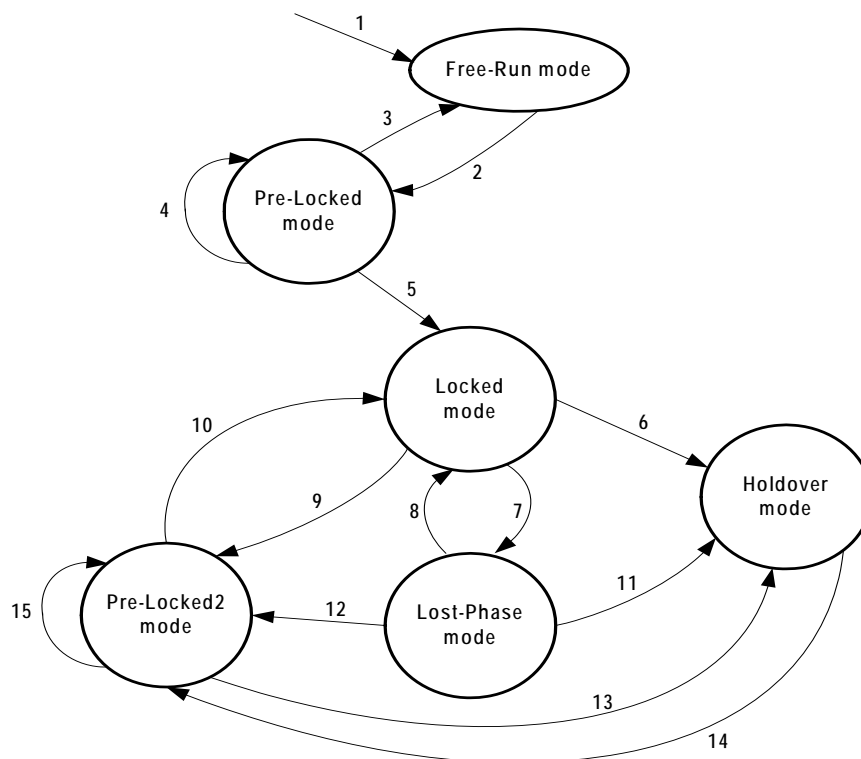 1
Free-Run mode
3
2
4
Pre-Locked
mode
5
Locked
mode
10
6
9
8
7
Holdover
mode
11
15
Pre-Locked2
mode
12
Lost-Phase
mode
13
14